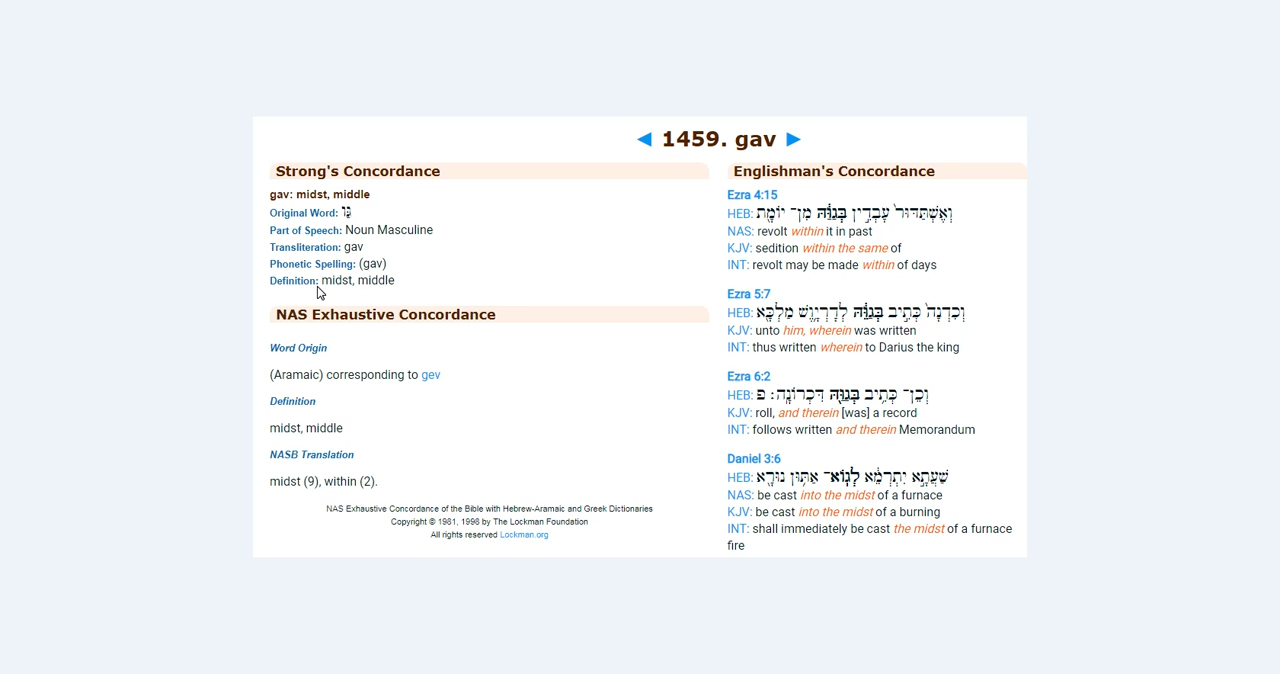 ◄ 1459. gav ►
Strong's Concordance
gav: midst, middle
Original Word: גַּו
Part of Speech: Noun Masculine
Transliteration: gav
Phonetic Spelling: (gav)
Definition: midst, middle
NAS Exhaustive Concordance
Word Origin
(Aramaic) corresponding to gev
Definition
midst, middle
NASB Translation
midst (9), within (2).
NAS Exhaustive Concordance of the Bible with Hebrew-Aramaic and Greek Dictionaries
Copyright © 1981, 1998 by The Lockman Foundation
All rights reserved Lockman.org
Englishman's Concordance
Ezra 4:15
HEB: וְאֶשְׁתַּדּוּר֙ עָבְדִ֣ין בְּגַוַּ֔הּ מִן־ יוֹמָ֖ת
NAS: revolt within it in past
KJV: sedition within the same of
INT: revolt may be made within of days
Ezra 5:7
HEB: וְכִדְנָה֙ כְּתִ֣יב בְּגַוֵּ֔הּ לְדָרְיָ֥וֶשׁ מַלְכָּ֖א
KJV: unto him, wherein was written
INT: thus written wherein to Darius the king
Ezra 6:2
HEB: וְכֵן־ כְּתִ֥יב בְּגַוַּ֖הּ דִּכְרוֹנָֽה׃ פ
KJV: roll, and therein [was] a record
INT: follows written and therein Memorandum
Daniel 3:6
HEB: שַׁעֲתָ֣א יִתְרְמֵ֔א לְגֽוֹא־ אַתּ֥וּן נוּרָ֖א
NAS: be cast into the midst of a furnace
KJV: be cast into the midst of a burning
INT: shall immediately be cast the midst of a furnace
fire